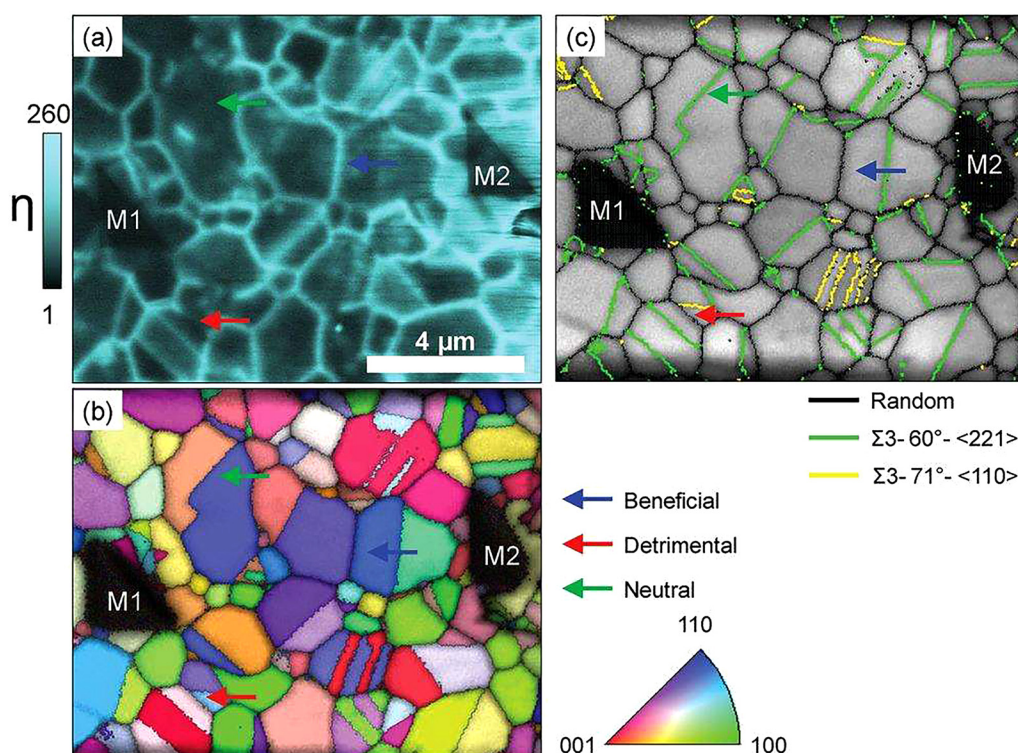 (a)
260
η
1
M1
M2
4 µm
(c)
M1
M2
(b)
M1
M2
Random
Σ3- 60°- <221>
Σ3- 71°- <110>
Beneficial
Detrimental
Neutral
110
001
100